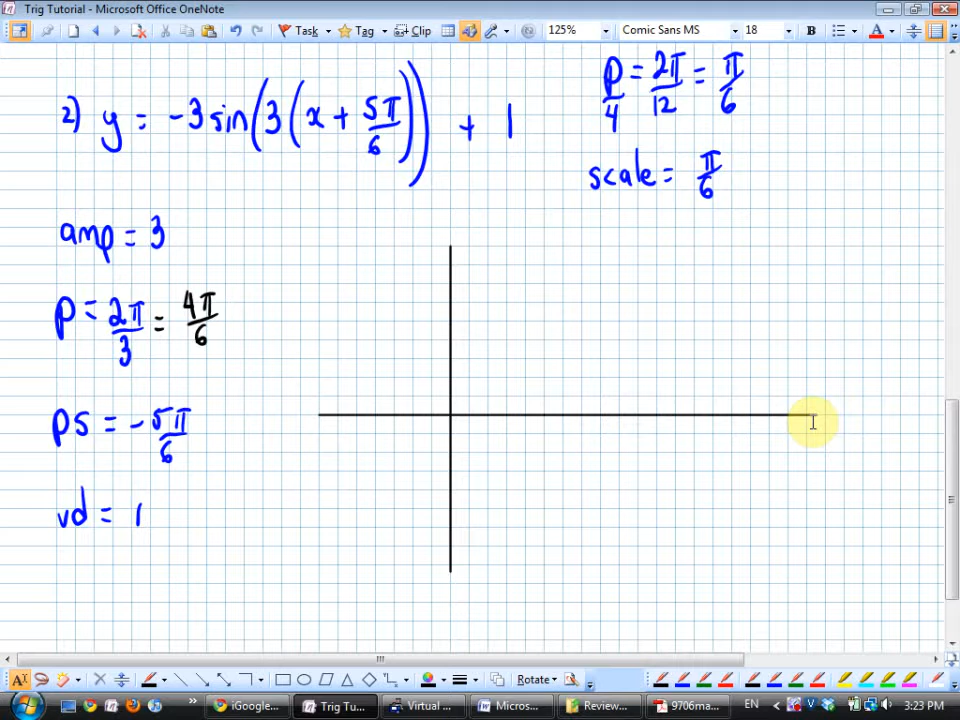 Trig Tutorial - Microsoft Office OneNote
Task Tag Clip 125% Comic Sans MS 18 B A
2) y = -3 sin(3(x + 5π/6)) + 1
p/4 = 2π/12 = π/6
scale = π/6
amp = 3
P = 2π/3 = 4π/6
ps = -5π/6
vd = 1
Rotate
iGoogle... Trig Tu... Virtual ... Micros... Review... 9706ma... EN 3:23 PM